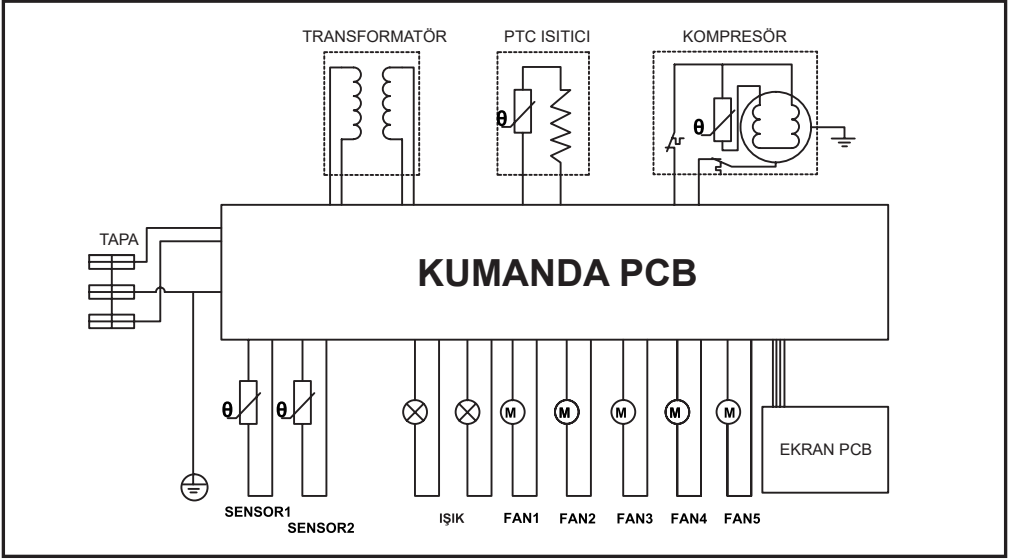 TRANSFORMATÖR
PTC ISITICI
KOMPRESÖR
θ
θ
TAPA
KUMANDA PCB
θ
θ
M
M
M
M
M
EKRAN PCB
SENSOR1
SENSOR2
IŞIK
FAN1
FAN2
FAN3
FAN4
FAN5